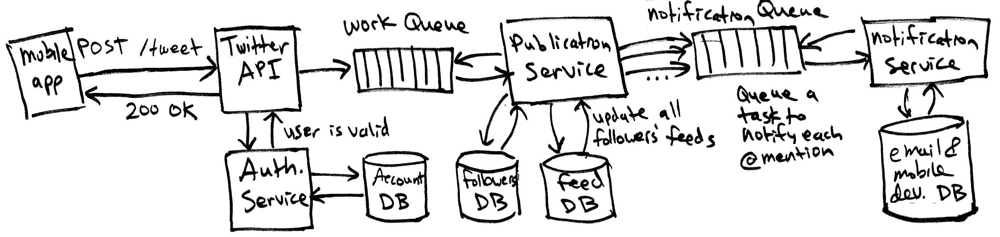 mobile
app
POST /tweet
200 OK
Twitter
API
user is valid
Auth.
Service
Account
DB
work Queue
Publication
Service
followers
DB
feed
DB
update all
followers' feeds
notification Queue
Queue a
task to
notify each
@mention
notification
service
email &
mobile
dev. DB
...